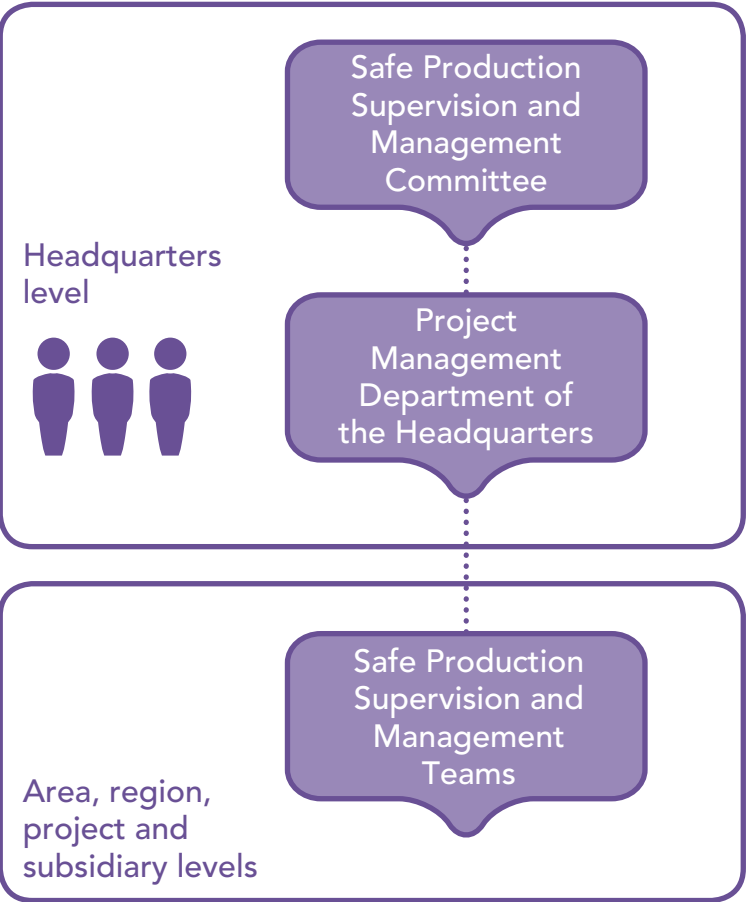 Safe Production
Supervision and
Management
Committee
Headquarters
level
Project
Management
Department of
the Headquarters
Safe Production
Supervision and
Management
Teams
Area, region,
project and
subsidiary levels